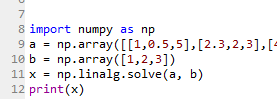 6
7
8 import numpy as np
9 a = np.array([[1,0.5,5],[2.3,2,3],[
10 b = np.array([1,2,3])
11 x = np.linalg.solve(a, b)
12 print(x)